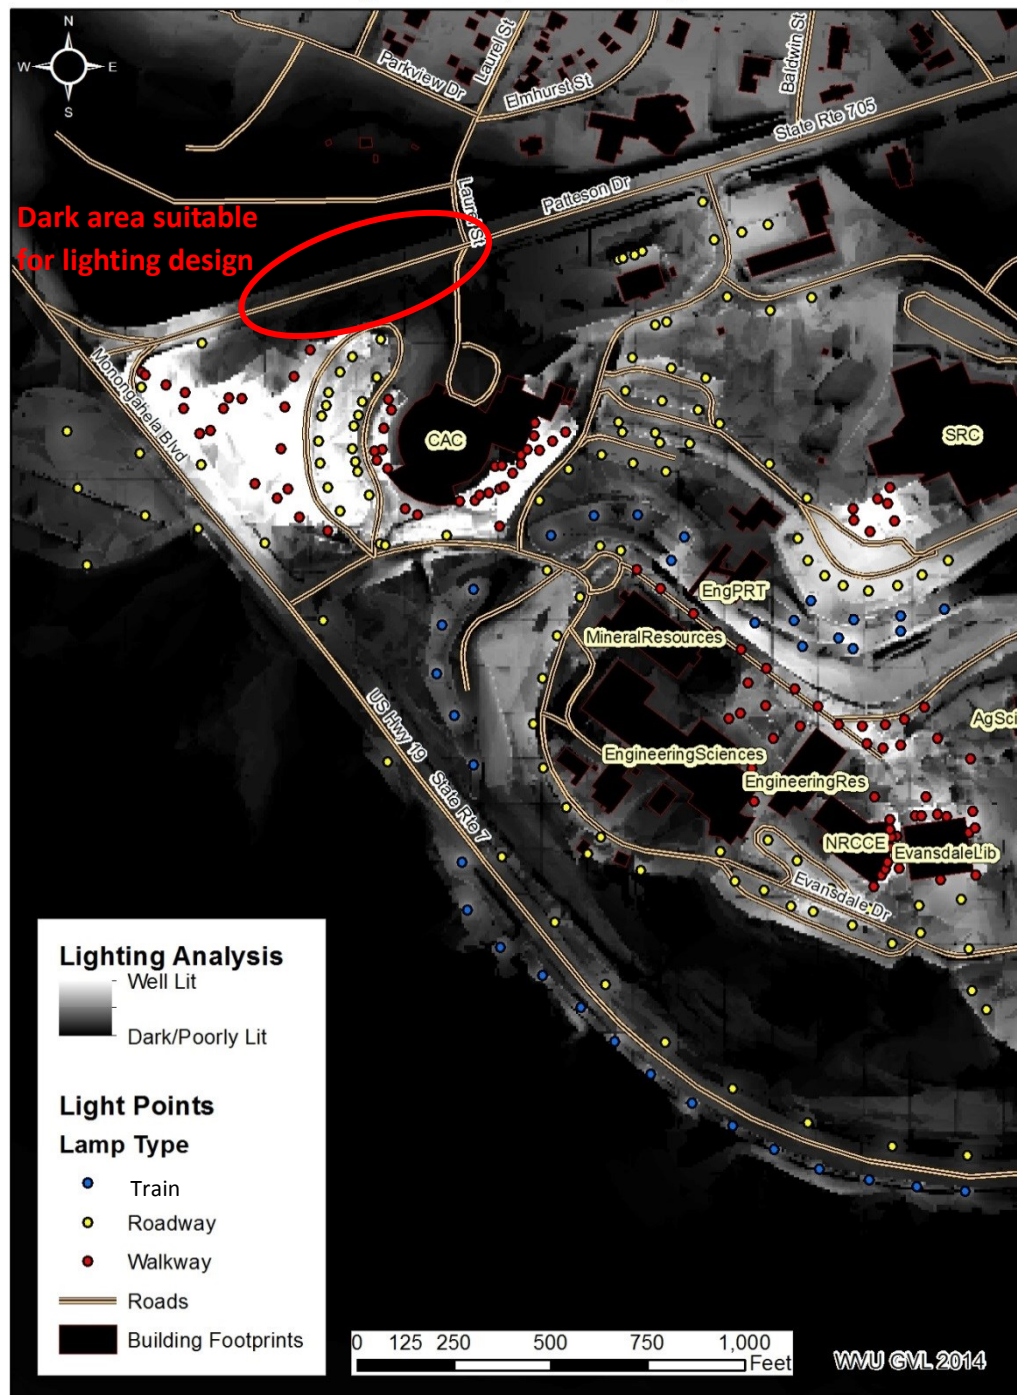 N
W E
S
Parkview Dr
Laurel St
Elmhurst St
Baldwin St
State Rte 705
Patteson Dr
Laurel St
Dark area suitable
for lighting design
Monongahela Blvd
CAC
SRC
EngPRT
MineralResources
AgSci
US Hwy 19
State Rte 7
EngineeringSciences
EngineeringRes
NRCCE
EvansdaleLib
Evansdale Dr
Lighting Analysis
Well Lit
Dark/Poorly Lit
Light Points
Lamp Type
Train
Roadway
Walkway
Roads
Building Footprints
0 125 250 500 750 1,000
Feet
WVU GVL 2014